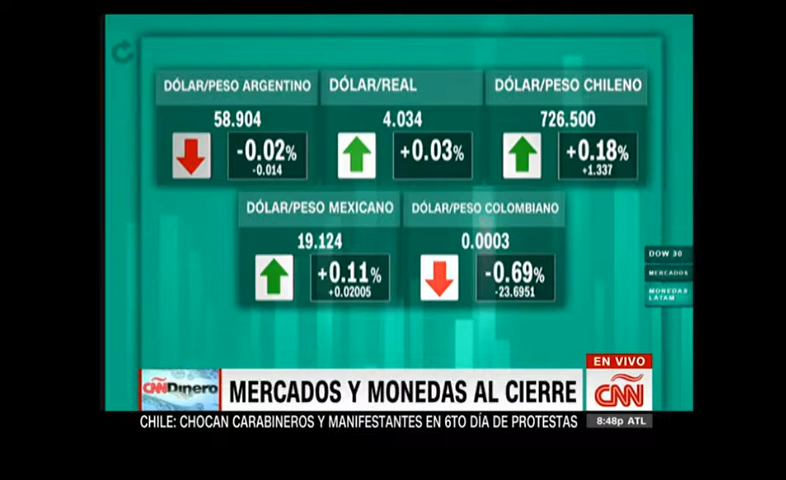 DÓLAR/PESO ARGENTINO
58.904
-0.02%
-0.014
DÓLAR/REAL
4.034
+0.03%
DÓLAR/PESO CHILENO
726.500
+0.18%
+1.337
DÓLAR/PESO MEXICANO
19.124
+0.11%
+0.02005
DÓLAR/PESO COLOMBIANO
0.0003
-0.69%
-23.6951
DOW 30
MERCADOS
MONEDAS
LATAM
EN VIVO
CNNDinero
MERCADOS Y MONEDAS AL CIERRE
CNN
CHILE: CHOCAN CARABINEROS Y MANIFESTANTES EN 6TO DÍA DE PROTESTAS
8:48p ATL